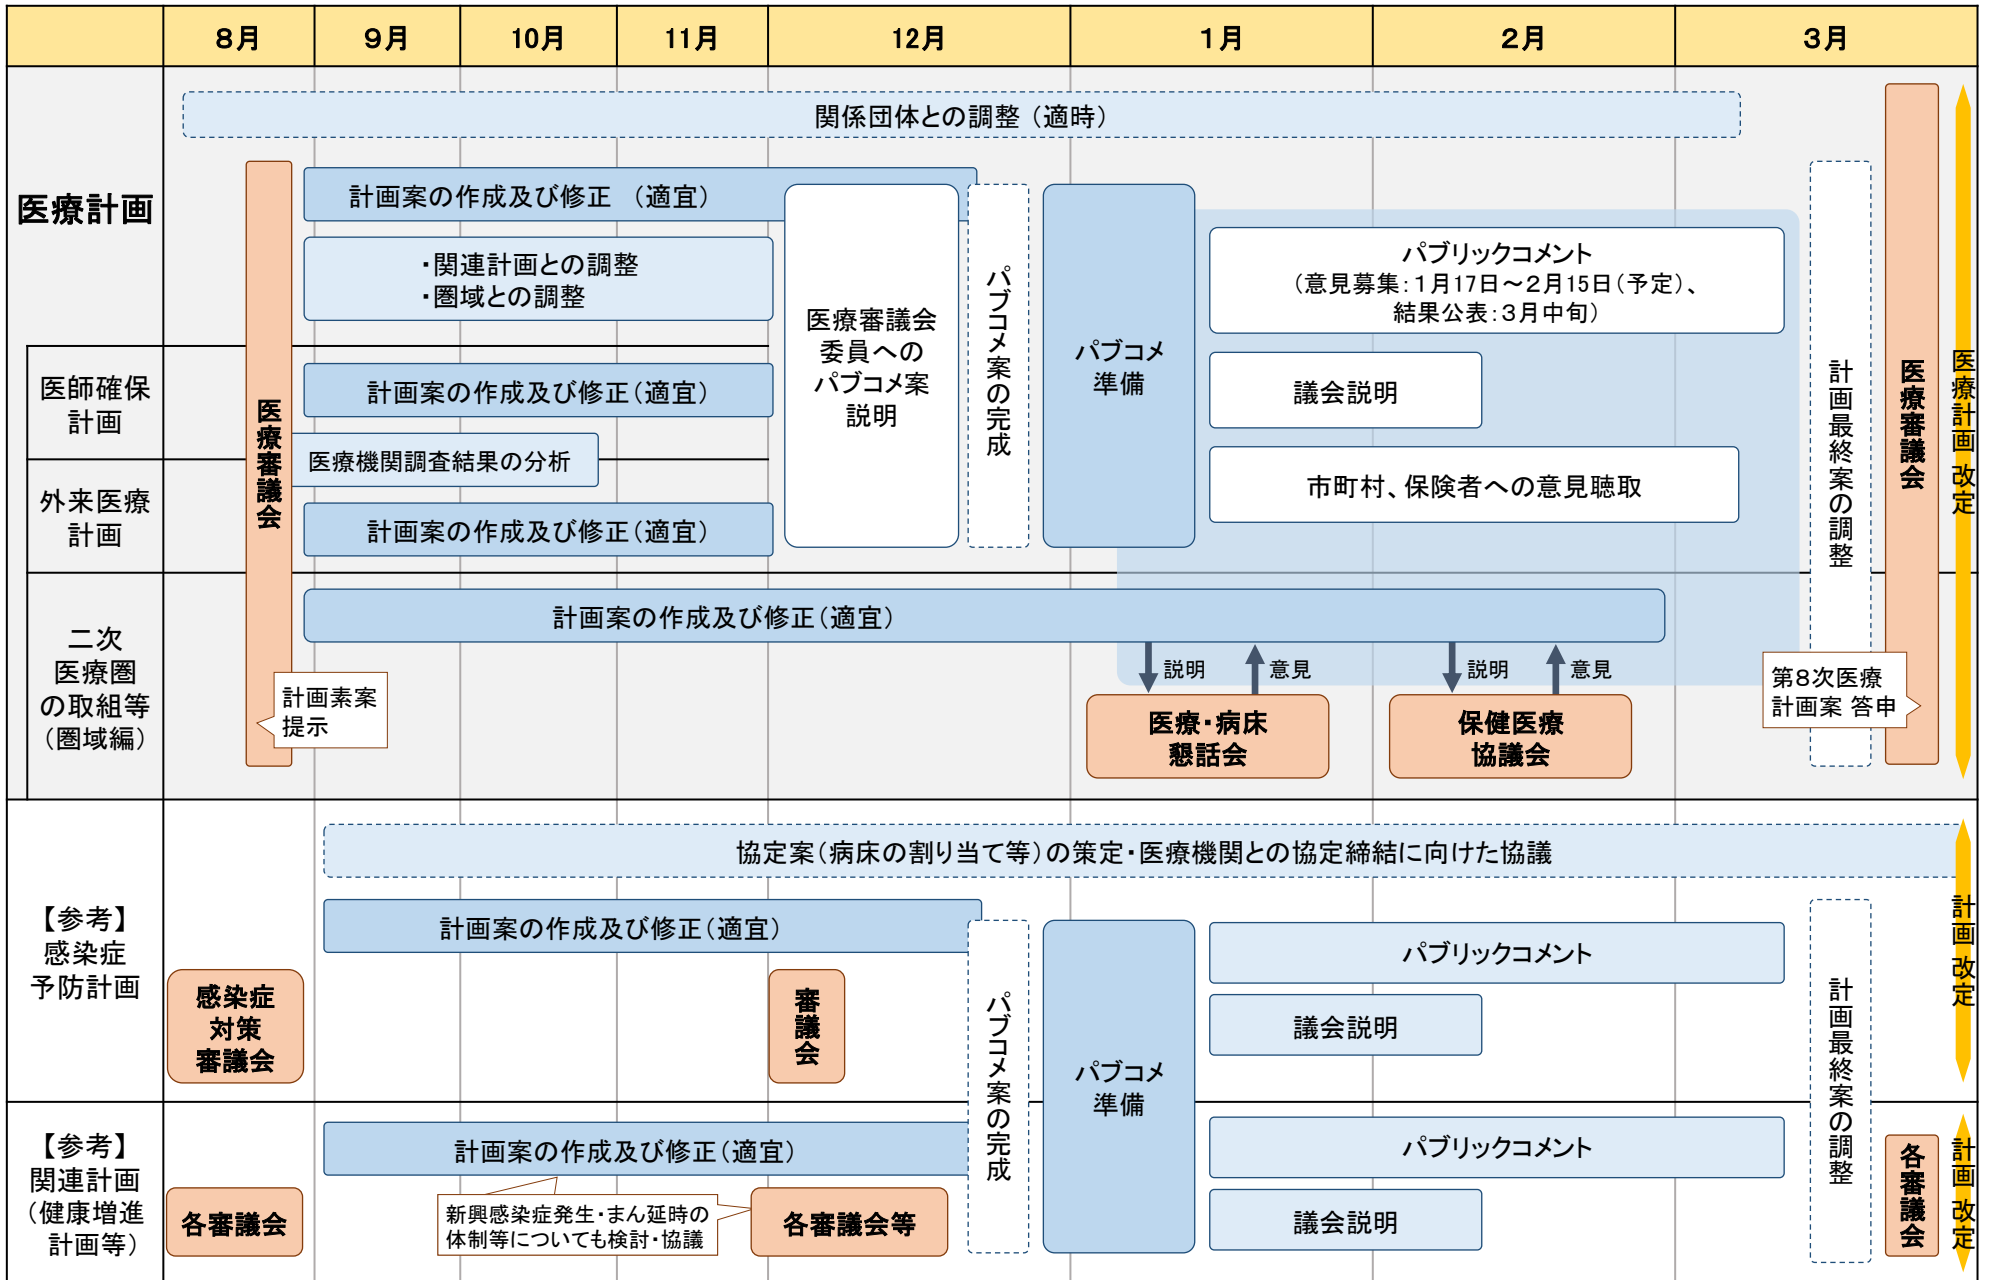 8月
9月
10月
11月
12月
1月
2月
3月
医療計画
関係団体との調整（適時）
計画案の作成及び修正　（適宜）
・関連計画との調整
・圏域との調整
医療審議会
医療審議会
委員への
パブコメ案
説明
パブコメ案の完成
パブコメ
準備
パブリックコメント
（意見募集：1月17日～2月15日（予定）、
結果公表：3月中旬）
議会説明
市町村、保険者への意見聴取
計画最終案の調整
医療審議会
医療計画 改定
医師確保
計画
計画案の作成及び修正（適宜）
医療機関調査結果の分析
外来医療
計画
計画案の作成及び修正（適宜）
二次
医療圏
の取組等
（圏域編）
計画案の作成及び修正（適宜）
計画素案
提示
説明
意見
説明
意見
医療・病床
懇話会
保健医療
協議会
第8次医療
計画案 答申
【参考】
感染症
予防計画
協定案（病床の割り当て等）の策定・医療機関との協定締結に向けた協議
計画案の作成及び修正（適宜）
感染症
対策
審議会
審議会
パブコメ案の完成
パブコメ
準備
パブリックコメント
議会説明
計画最終案の調整
計画 改定
【参考】
関連計画
（健康増進
計画等）
計画案の作成及び修正（適宜）
各審議会
新興感染症発生・まん延時の
体制等についても検討・協議
各審議会等
パブリックコメント
議会説明
各審議会
計画 改定